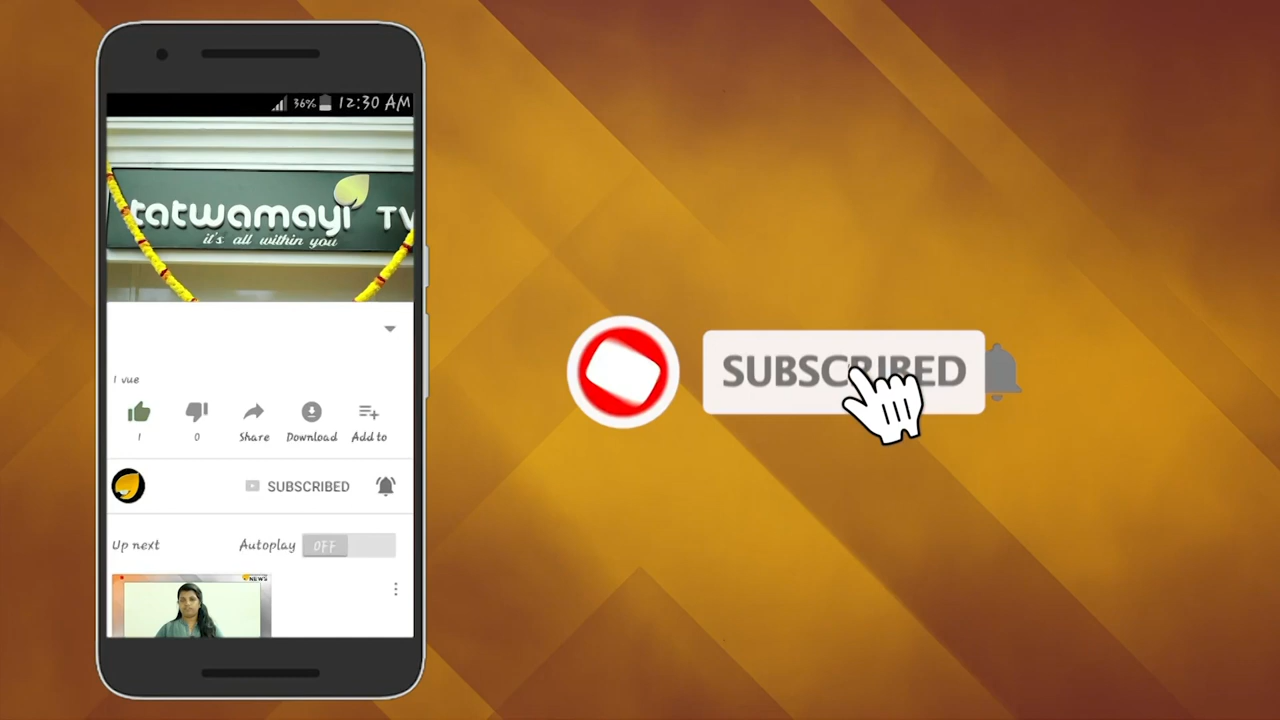 36% 12:30 AM
tatwamayi TV
it's all within you
1 vue
1 0 Share Download Add to
SUBSCRIBED
Up next Autoplay OFF
NEWS
SUBSCRIBED